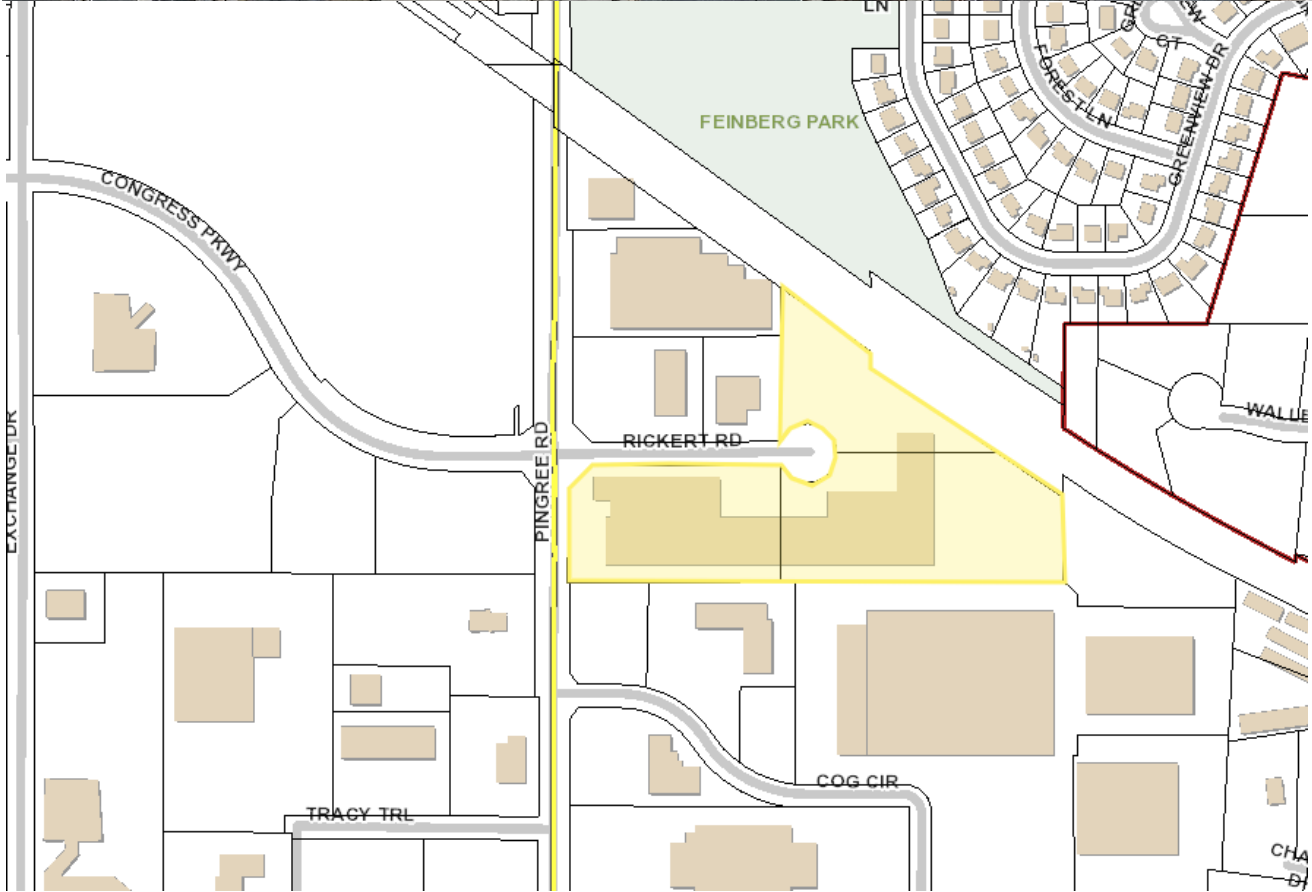 LN
CT
FOREST LN
GREENVIEW DR
FEINBERG PARK
CONGRESS PKWY
WALLE
RICKERT RD
EXCHANGE DR
PINGREE RD
COG CIR
TRACY TRL
CHA